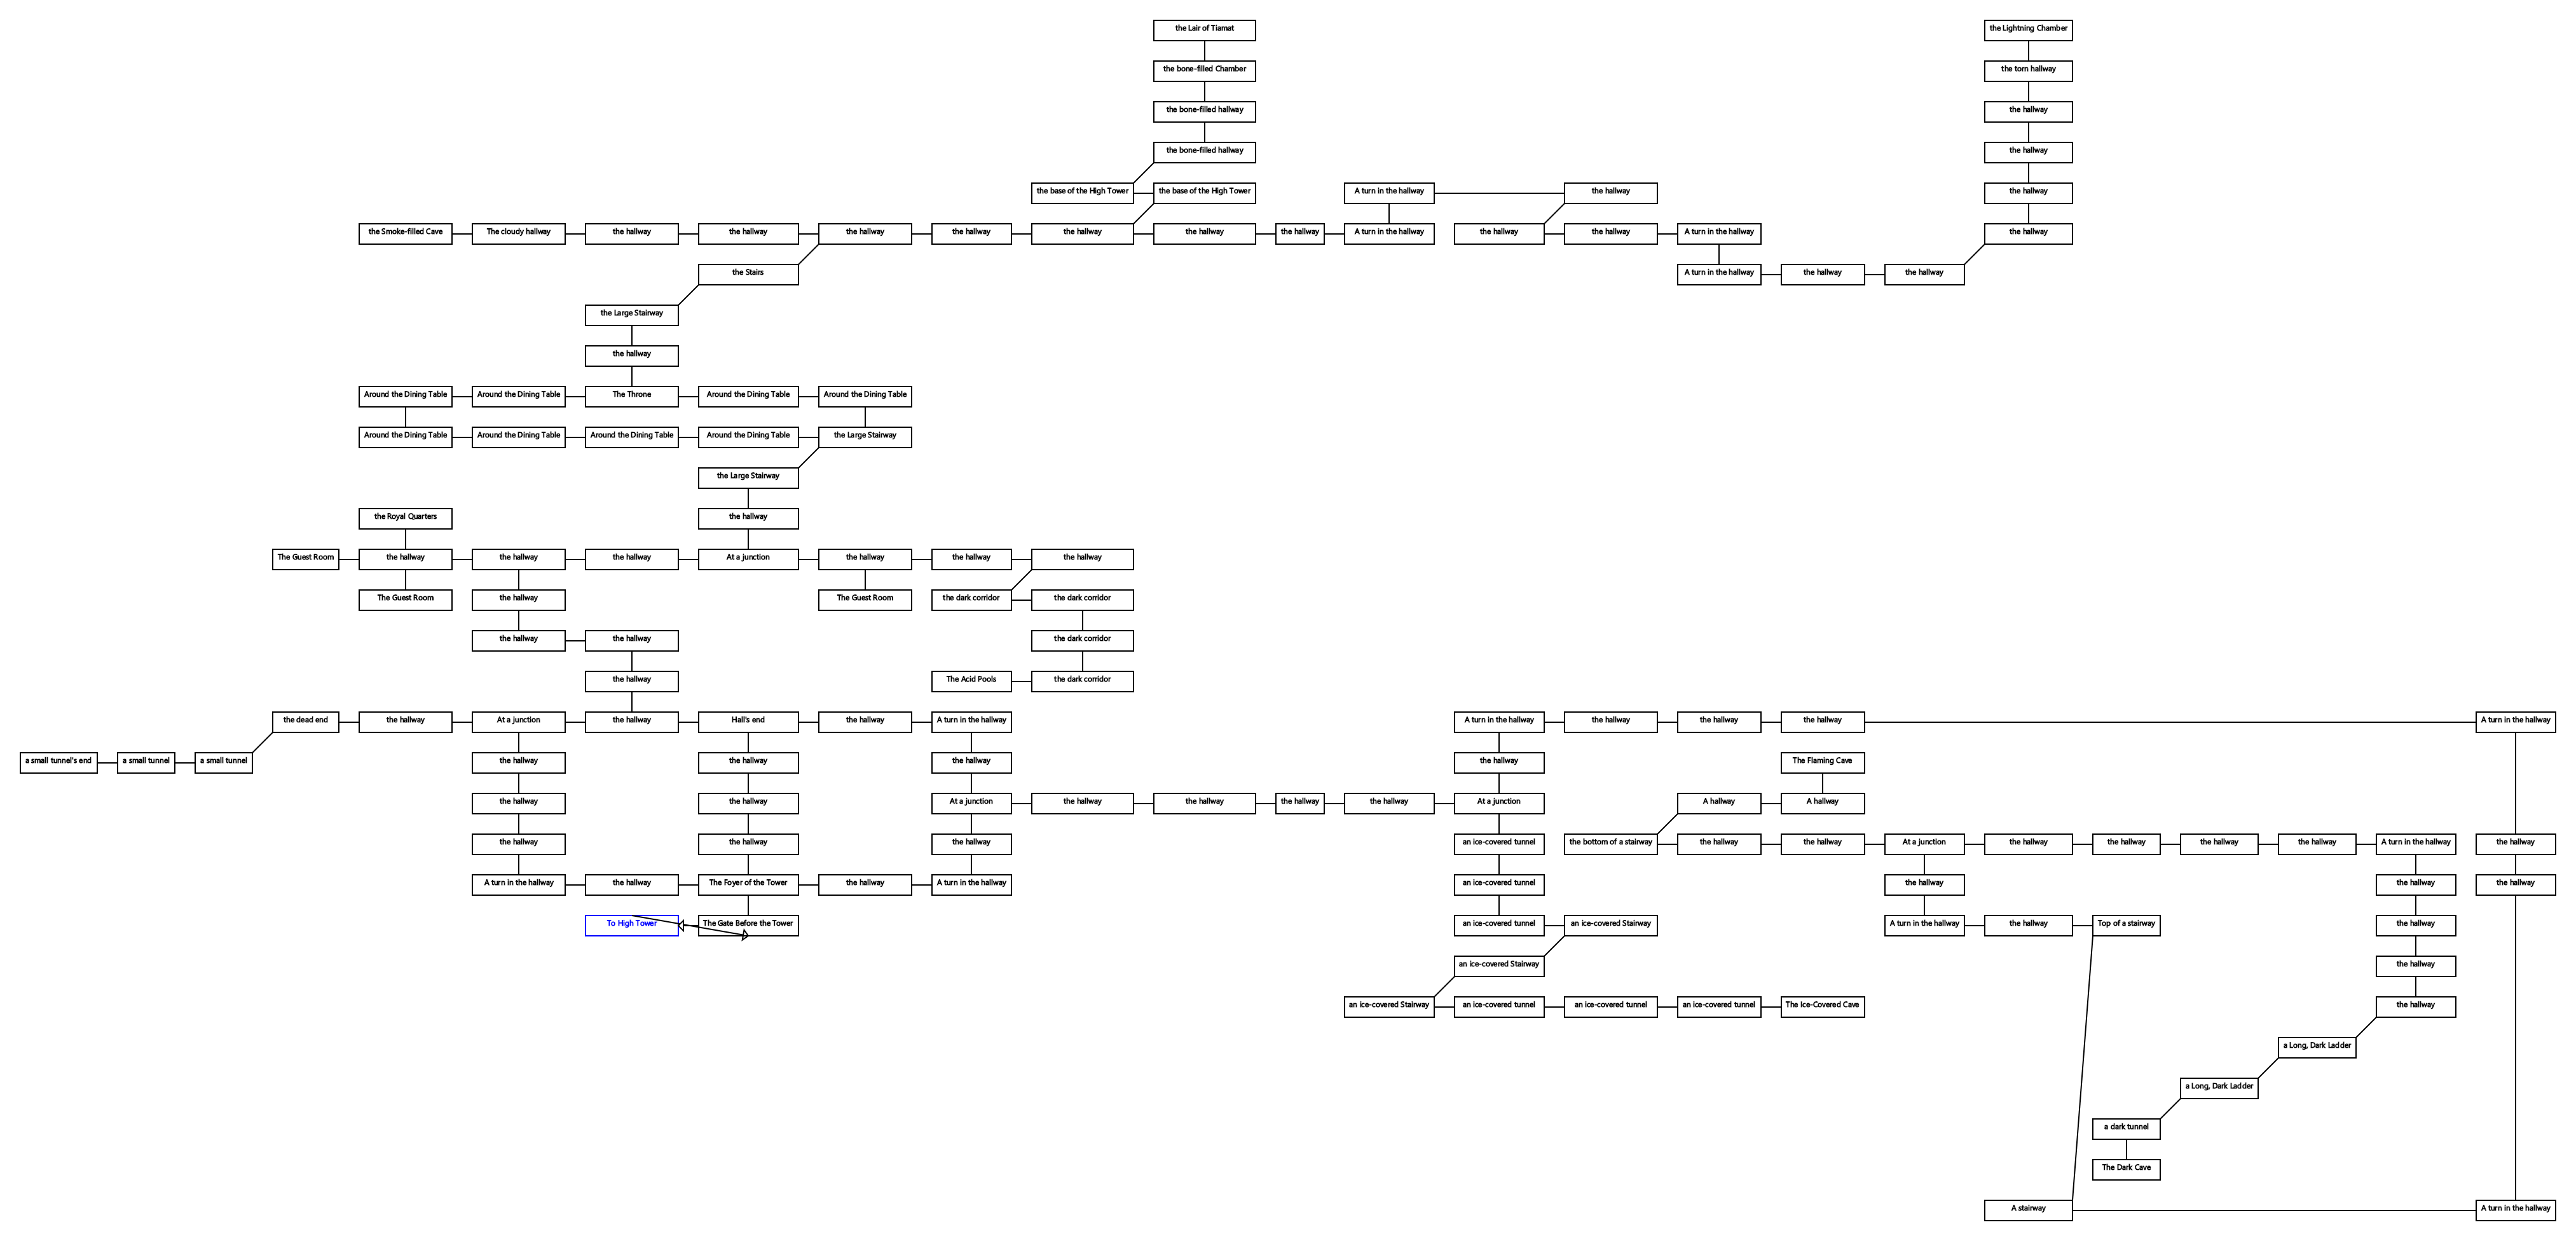 the Lair of Tiamat
the Lightning Chamber
the bone-filled Chamber
the torn hallway
the bone-filled hallway
the hallway
the bone-filled hallway
the hallway
the base of the High Tower
the base of the High Tower
A turn in the hallway
the hallway
the hallway
the Smoke-filled Cave
The cloudy hallway
the hallway
the hallway
the hallway
the hallway
the hallway
the hallway
the hallway
A turn in the hallway
the hallway
the hallway
A turn in the hallway
the hallway
the Stairs
A turn in the hallway
the hallway
the hallway
the Large Stairway
the hallway
Around the Dining Table
Around the Dining Table
The Throne
Around the Dining Table
Around the Dining Table
Around the Dining Table
Around the Dining Table
Around the Dining Table
Around the Dining Table
the Large Stairway
the Large Stairway
the Royal Quarters
the hallway
The Guest Room
the hallway
the hallway
the hallway
At a junction
the hallway
the hallway
the hallway
The Guest Room
the hallway
The Guest Room
the dark corridor
the dark corridor
the hallway
the hallway
the dark corridor
the hallway
The Acid Pools
the dark corridor
the dead end
the hallway
At a junction
the hallway
Hall's end
the hallway
A turn in the hallway
A turn in the hallway
the hallway
the hallway
the hallway
A turn in the hallway
a small tunnel's end
a small tunnel
a small tunnel
the hallway
the hallway
the hallway
the hallway
The Flaming Cave
the hallway
the hallway
At a junction
the hallway
the hallway
the hallway
the hallway
At a junction
A hallway
A hallway
the hallway
the hallway
the hallway
an ice-covered tunnel
the bottom of a stairway
the hallway
the hallway
At a junction
the hallway
the hallway
the hallway
the hallway
A turn in the hallway
the hallway
A turn in the hallway
the hallway
The Foyer of the Tower
the hallway
A turn in the hallway
an ice-covered tunnel
the hallway
the hallway
the hallway
To High Tower
The Gate Before the Tower
an ice-covered tunnel
an ice-covered Stairway
A turn in the hallway
the hallway
Top of a stairway
the hallway
an ice-covered Stairway
the hallway
an ice-covered Stairway
an ice-covered tunnel
an ice-covered tunnel
an ice-covered tunnel
The Ice-Covered Cave
the hallway
a Long, Dark Ladder
a Long, Dark Ladder
a dark tunnel
The Dark Cave
A stairway
A turn in the hallway